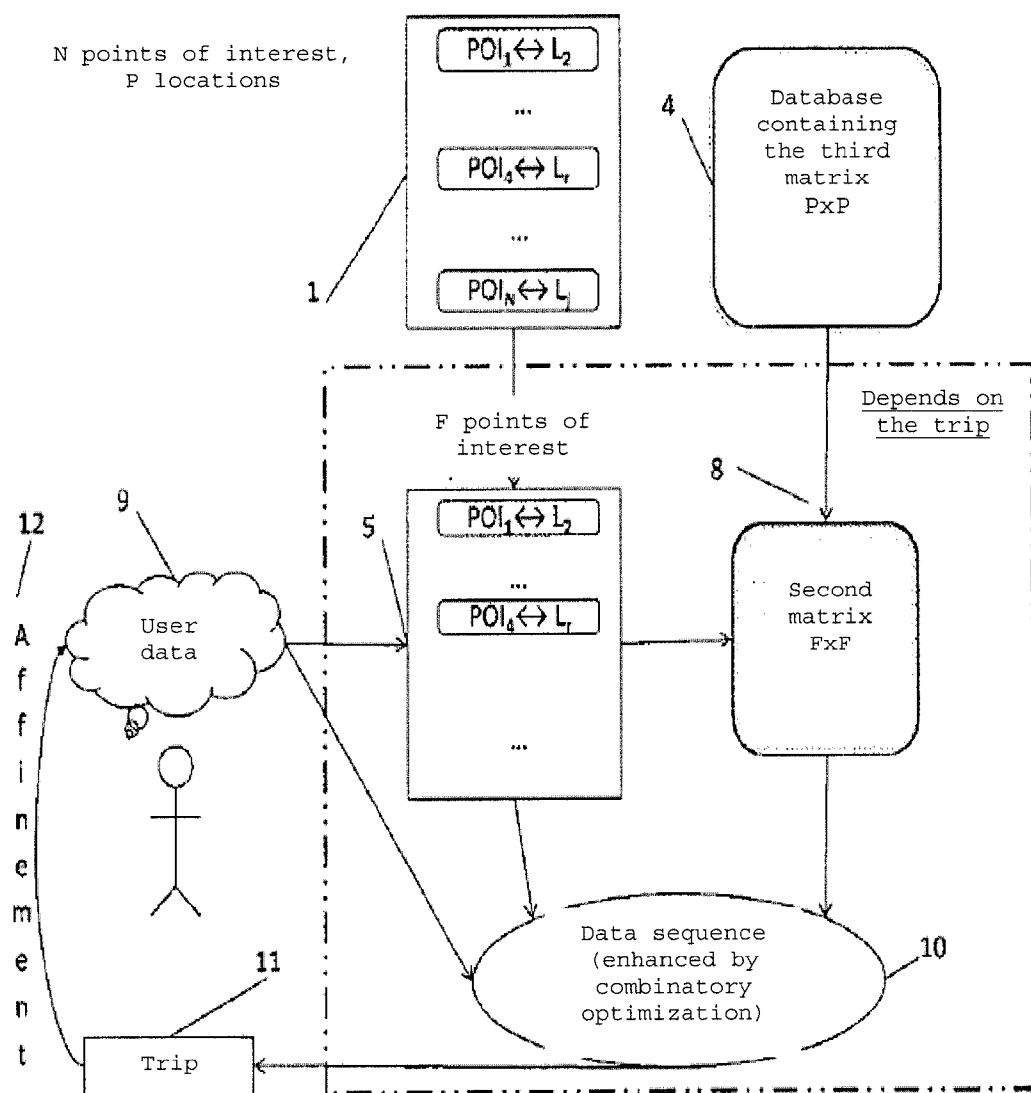 N points of interest,
P locations
POI₁ ↔ L₂
...
POI₄ ↔ Lᵣ
...
POI_N ↔ Lⱼ
1
4
Database
containing
the third
matrix
PxP
Depends on
the trip
F points of
interest
5
POI₁ ↔ L₂
...
POI₄ ↔ Lᵣ
...
8
Second
matrix
FxF
9
User
data
12
Affinement
Data sequence
(enhanced by
combinatory
optimization)
10
11
Trip